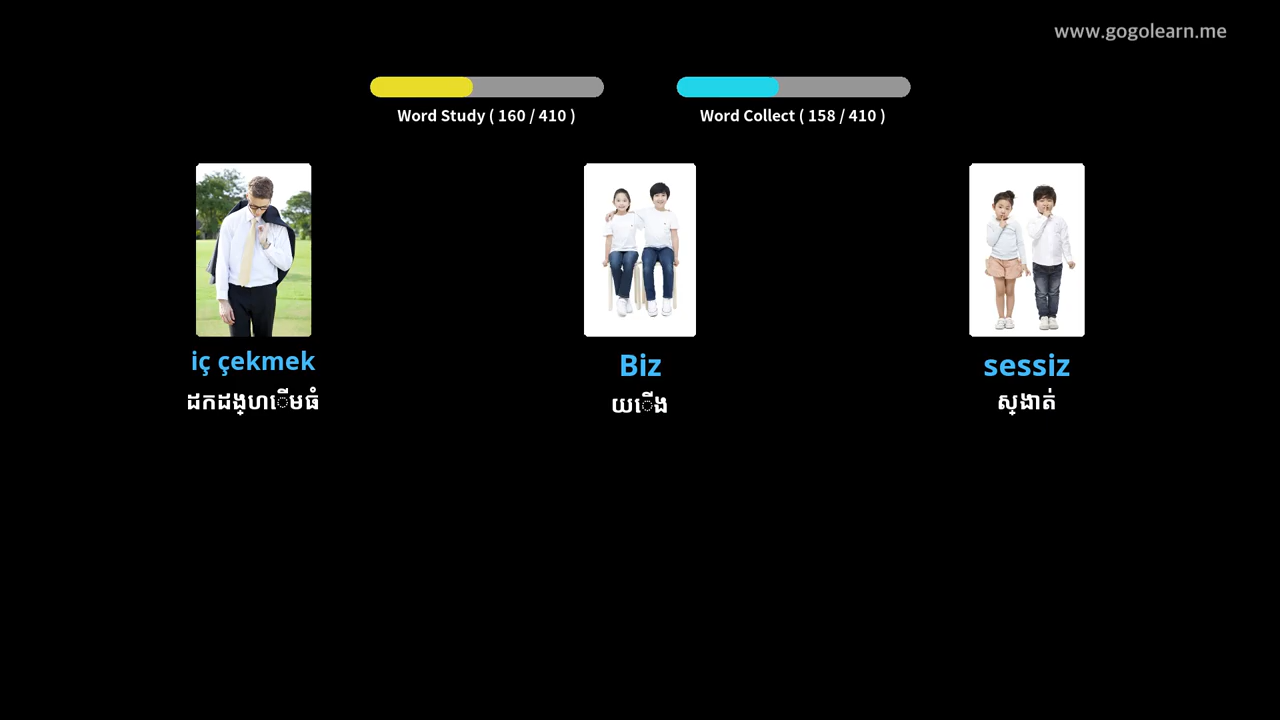 www.gogolearn.me
Word Study ( 160 / 410 )
Word Collect ( 158 / 410 )
iç çekmek
ដកដង្ហើមធំ
Biz
យើង
sessiz
ស្ងាត់